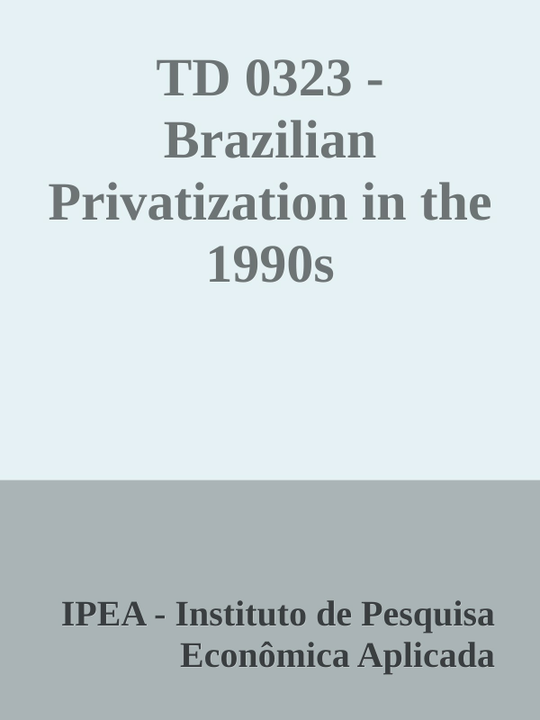 TD 0323 -
Brazilian
Privatization in the
1990s
IPEA - Instituto de Pesquisa
Econômica Aplicada